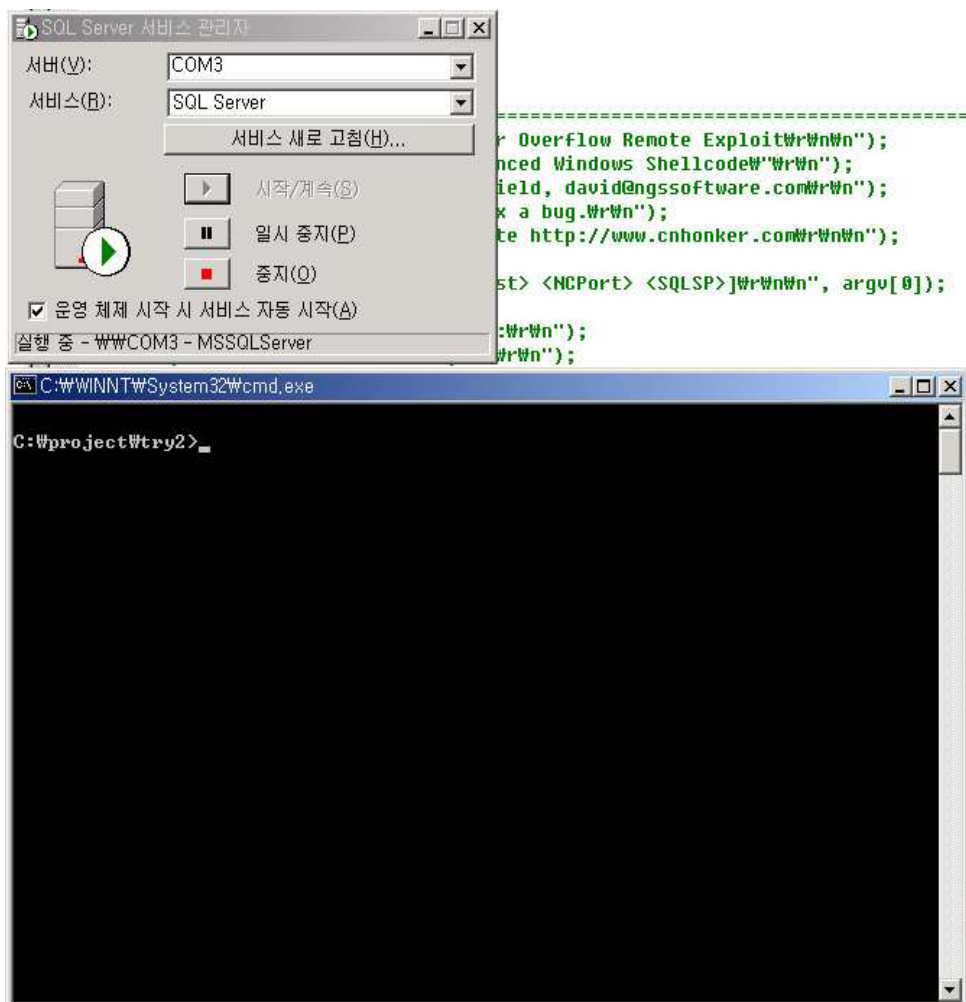 SQL Server 서비스 관리자
서버(V):
COM3
서비스(R):
SQL Server
서비스 새로 고침(H)...
시작/계속(S)
일시 중지(P)
중지(O)
운영 체제 시작 시 서비스 자동 시작(A)
실행 중 - ₩₩COM3 - MSSQLServer
==================================================
r Overflow Remote Exploit₩r₩n₩n");
nced Windows Shellcode₩"₩r₩n");
ield, david@ngssoftware.com₩r₩n");
x a bug.₩r₩n");
te http://www.cnhonker.com₩r₩n₩n");
st> <NCPort> <SQLSP>]₩r₩n₩n", argv[0]);
:₩r₩n");
₩r₩n");
C:₩WINNT₩System32₩cmd.exe
C:₩project₩try2>_